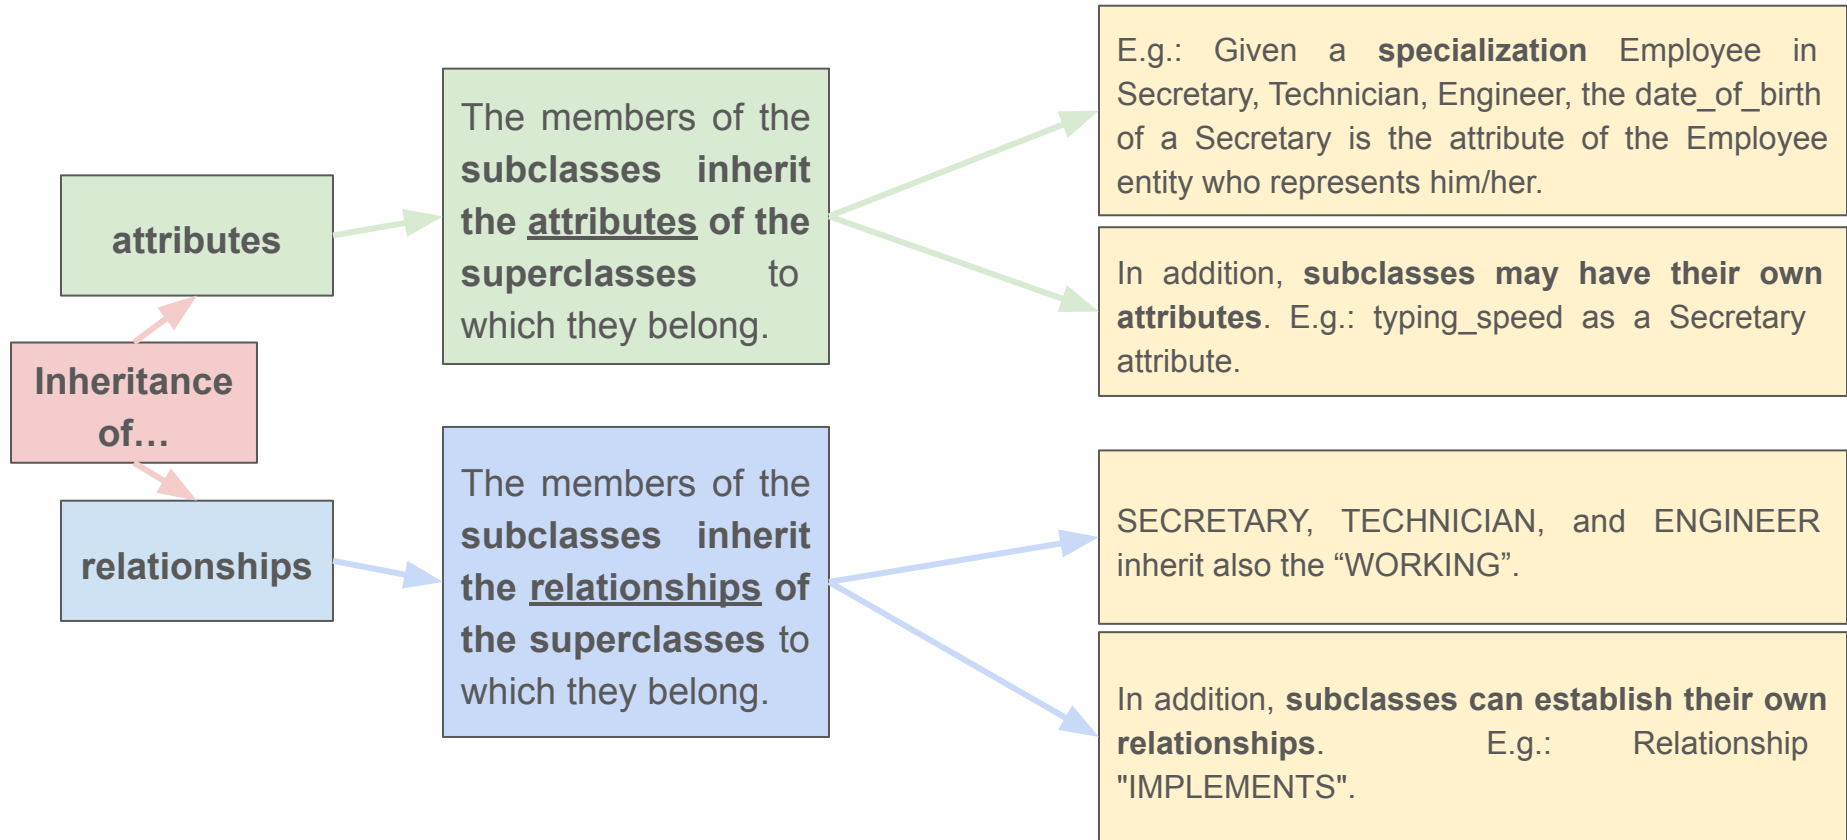 Inheritance
of…
attributes
The members of the
subclasses inherit
the attributes of the
superclasses to
which they belong.
E.g.: Given a specialization Employee in
Secretary, Technician, Engineer, the date_of_birth
of a Secretary is the attribute of the Employee
entity who represents him/her.
In addition, subclasses may have their own
attributes. E.g.: typing_speed as a Secretary
attribute.
relationships
The members of the
subclasses inherit
the relationships of
the superclasses to
which they belong.
SECRETARY, TECHNICIAN, and ENGINEER
inherit also the “WORKING”.
In addition, subclasses can establish their own
relationships. E.g.: Relationship
"IMPLEMENTS".